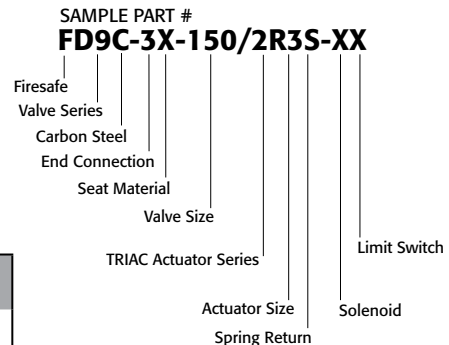 SAMPLE PART #
FD9C-3X-150/2R3S-XX
Firesafe
Valve Series
Carbon Steel
End Connection
Seat Material
Valve Size
Limit Switch
TRIAC Actuator Series
Actuator Size
Solenoid
Spring Return